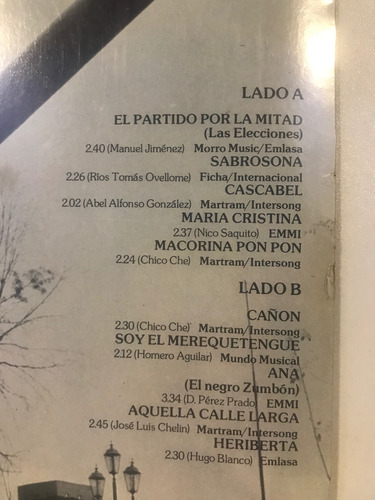 LADO A
EL PARTIDO POR LA MITAD
(Las Elecciones)
2.40 (Manuel Jiménez) Morro Music/Emlasa
SABROSONA
2.26 (Ríos Tomás Ovellome) Ficha/Internacional
CASCABEL
2.02 (Abel Alfonso González) Martram/Intersong
MARIA CRISTINA
2.37 (Nico Saquito) EMMI
MACORINA PON PON
2.24 (Chico Che) Martram/Intersong
LADO B
CAÑON
2.30 (Chico Che) Martram/Intersong
SOY EL MEREQUETENGUE
2.12 (Homero Aguilar) Mundo Musical
ANA
(El negro Zumbón)
3.34 (D. Pérez Prado) EMMI
AQUELLA CALLE LARGA
2.45 (José Luis Chelin) Martram/Intersong
HERIBERTA
2.30 (Hugo Blanco) Emlasa